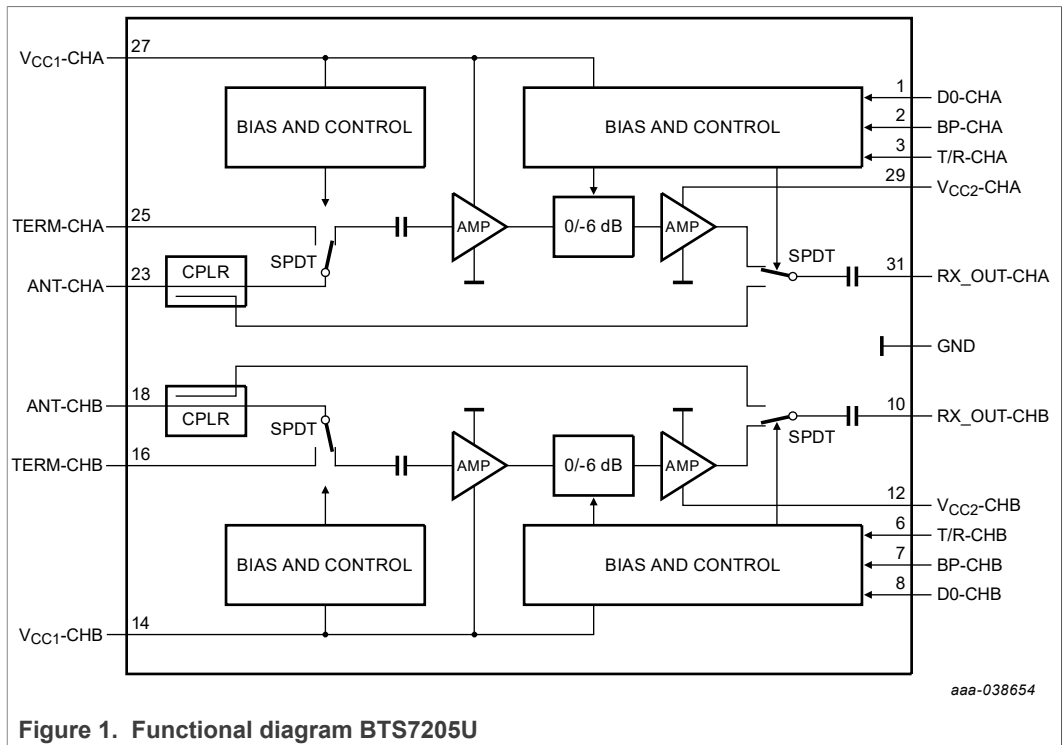 27
VCC1-CHA
BIAS AND CONTROL
BIAS AND CONTROL
1
D0-CHA
2
BP-CHA
3
T/R-CHA
29
VCC2-CHA
25
TERM-CHA
AMP
0/-6 dB
AMP
SPDT
SPDT
23
ANT-CHA
CPLR
31
RX_OUT-CHA
GND
18
ANT-CHB
CPLR
SPDT
SPDT
10
RX_OUT-CHB
16
TERM-CHB
AMP
0/-6 dB
AMP
12
VCC2-CHB
6
T/R-CHB
7
BP-CHB
8
D0-CHB
BIAS AND CONTROL
BIAS AND CONTROL
14
VCC1-CHB
aaa-038654
Figure 1. Functional diagram BTS7205U